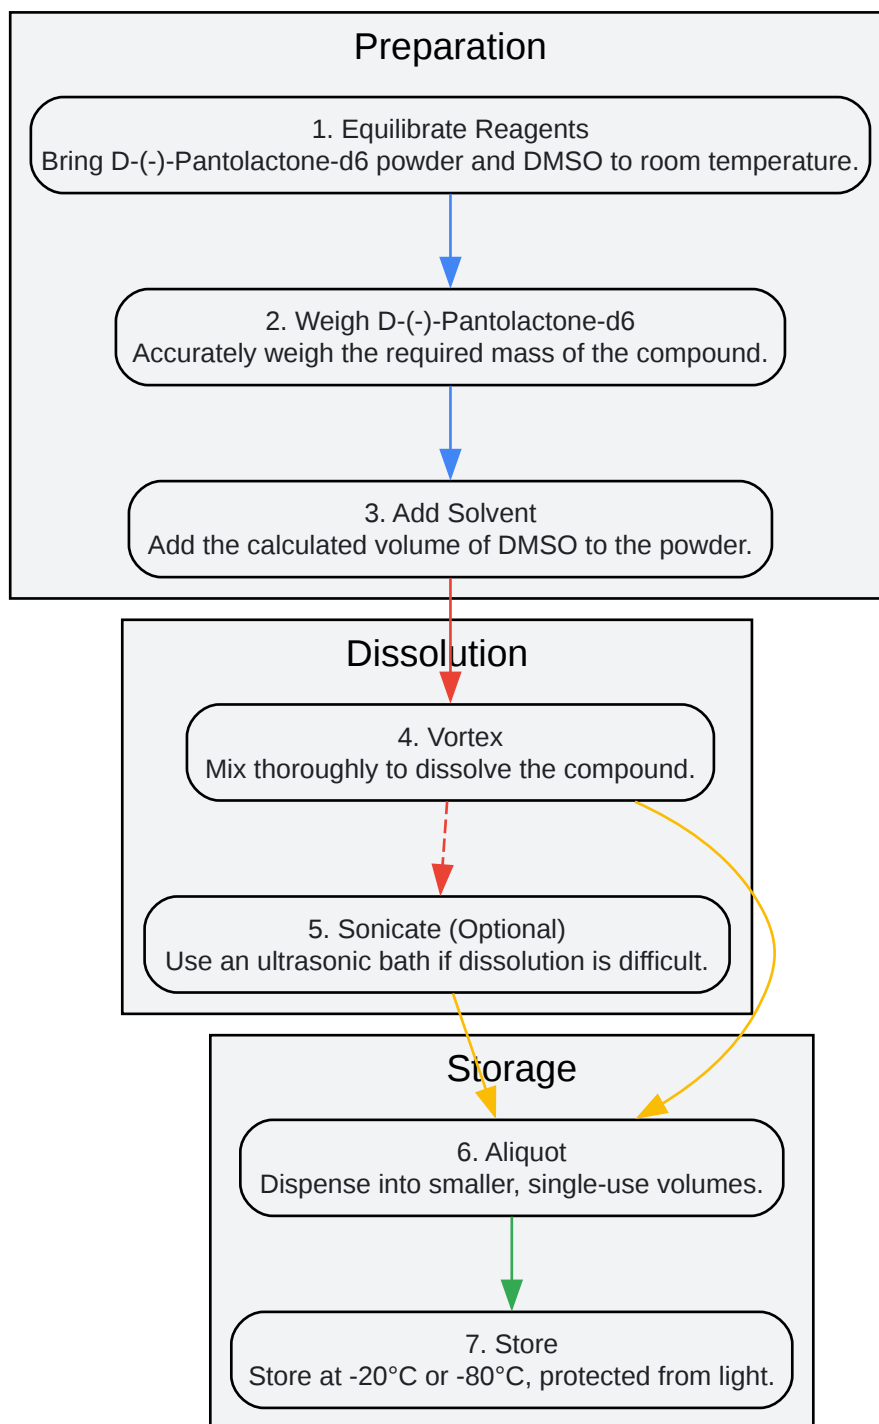 Preparation
1. Equilibrate Reagents
Bring D-(-)-Pantolactone-d6 powder and DMSO to room temperature.
2. Weigh D-(-)-Pantolactone-d6
Accurately weigh the required mass of the compound.
3. Add Solvent
Add the calculated volume of DMSO to the powder.
Dissolution
4. Vortex
Mix thoroughly to dissolve the compound.
5. Sonicate (Optional)
Use an ultrasonic bath if dissolution is difficult.
Storage
6. Aliquot
Dispense into smaller, single-use volumes.
7. Store
Store at -20°C or -80°C, protected from light.